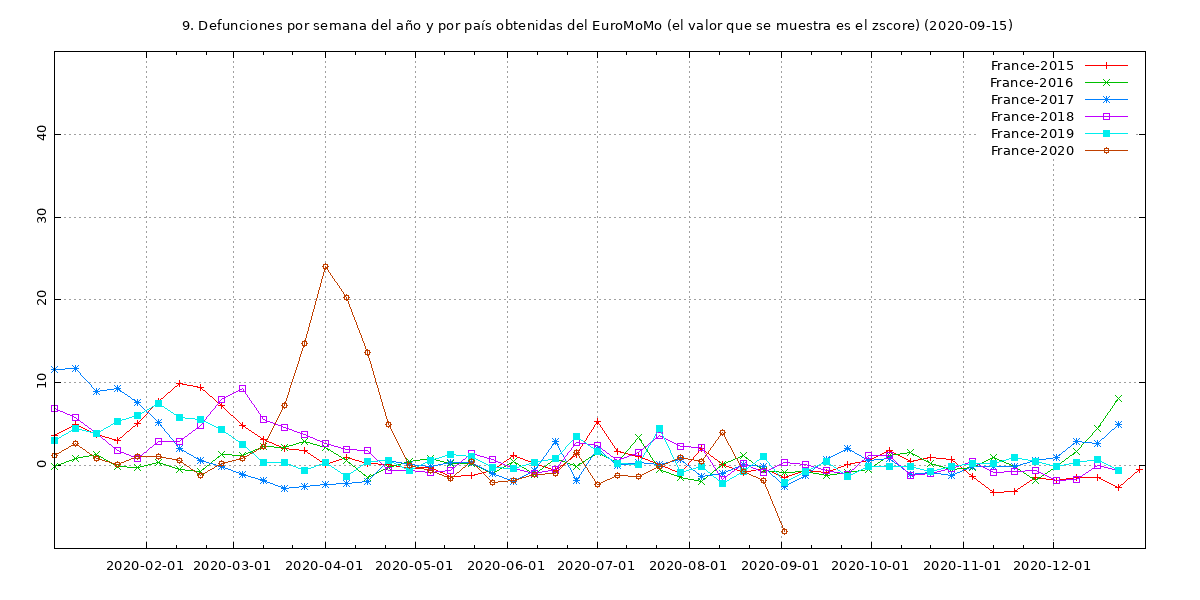 9. Defunciones por semana del año y por país obtenidas del EuroMoMo (el valor que se muestra es el zscore) (2020-09-15)
France-2015
France-2016
France-2017
France-2018
France-2019
France-2020
40
30
20
10
0
2020-02-01 2020-03-01 2020-04-01 2020-05-01 2020-06-01 2020-07-01 2020-08-01 2020-09-01 2020-10-01 2020-11-01 2020-12-01